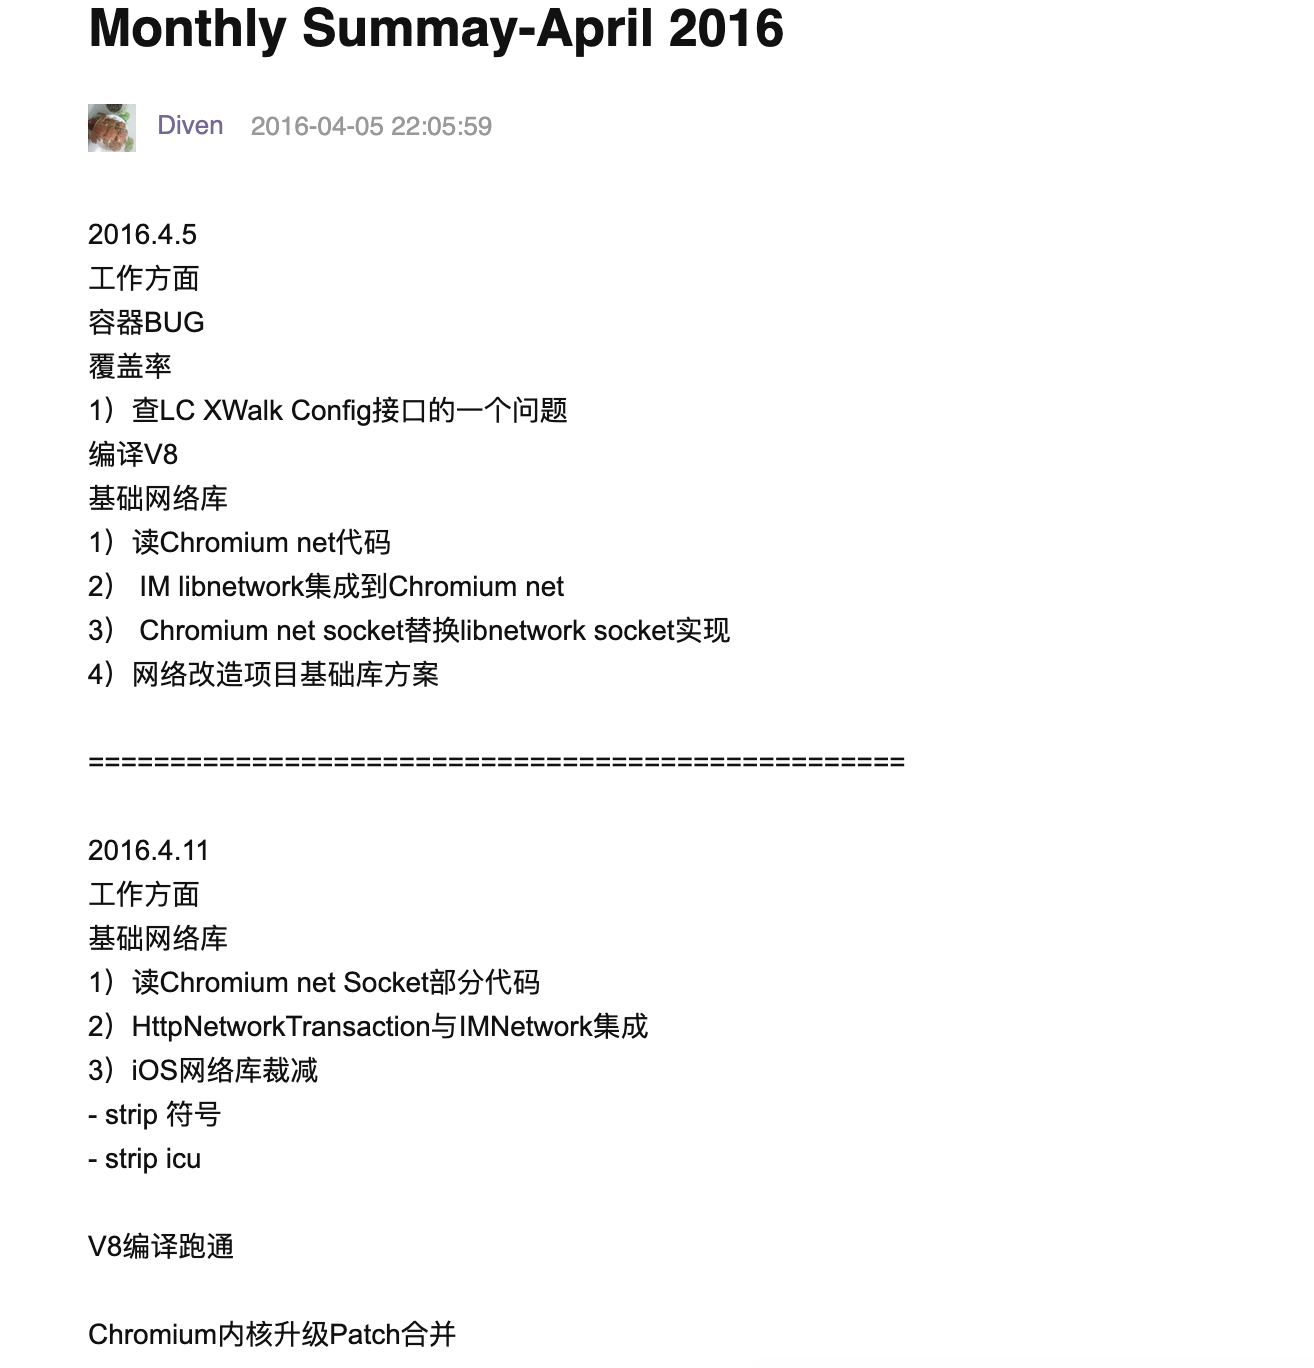 Monthly Summay-April 2016
Diven 2016-04-05 22:05:59
2016.4.5
工作方面
容器BUG
覆盖率
1）查LC XWalk Config接口的一个问题
编译V8
基础网络库
1）读Chromium net代码
2） IM libnetwork集成到Chromium net
3） Chromium net socket替换libnetwork socket实现
4）网络改造项目基础库方案
==================================================
2016.4.11
工作方面
基础网络库
1）读Chromium net Socket部分代码
2）HttpNetworkTransaction与IMNetwork集成
3）iOS网络库裁减
- strip 符号
- strip icu
V8编译跑通
Chromium内核升级Patch合并